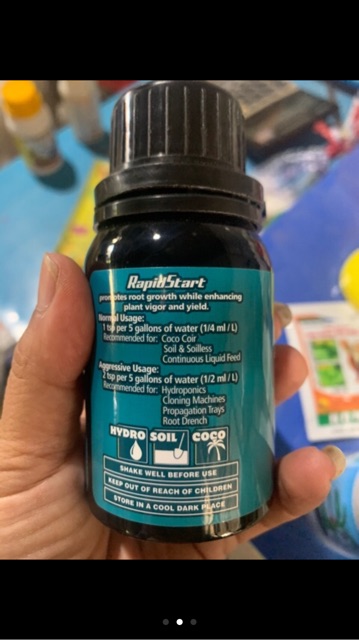 RapidStart
promotes root growth while enhancing
plant vigor and yield.
Normal Usage:
1 tsp per 5 gallons of water (1/4 ml / L)
Recommended for: Coco Coir
Soil & Soilless
Continuous Liquid Feed
Aggressive Usage:
2 tsp per 5 gallons of water (1/2 ml / L)
Recommended for: Hydroponics
Cloning Machines
Propagation Trays
Root Drench
HYDRO SOIL COCO
SHAKE WELL BEFORE USE
KEEP OUT OF REACH OF CHILDREN
STORE IN A COOL DARK PLACE